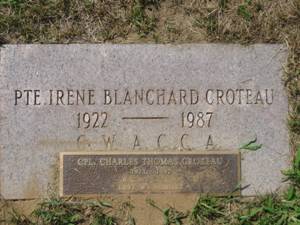 PTE. IRENE BLANCHARD CROTEAU
1922 — 1987
C. W. A. C. C. A.
CPL. CHARLES THOMAS CROTEAU